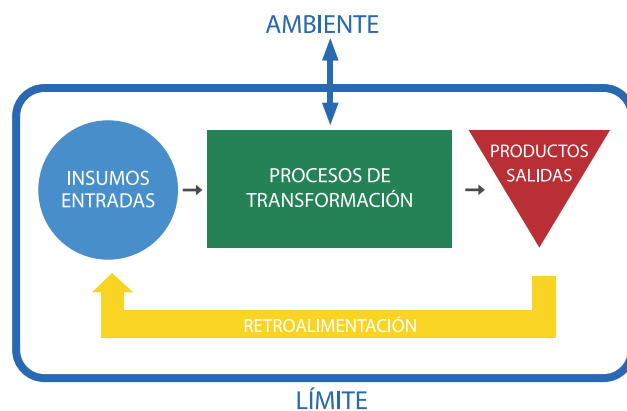 AMBIENTE
INSUMOS
ENTRADAS
PROCESOS DE
TRANSFORMACIÓN
PRODUCTOS
SALIDAS
RETROALIMENTACIÓN
LÍMITE